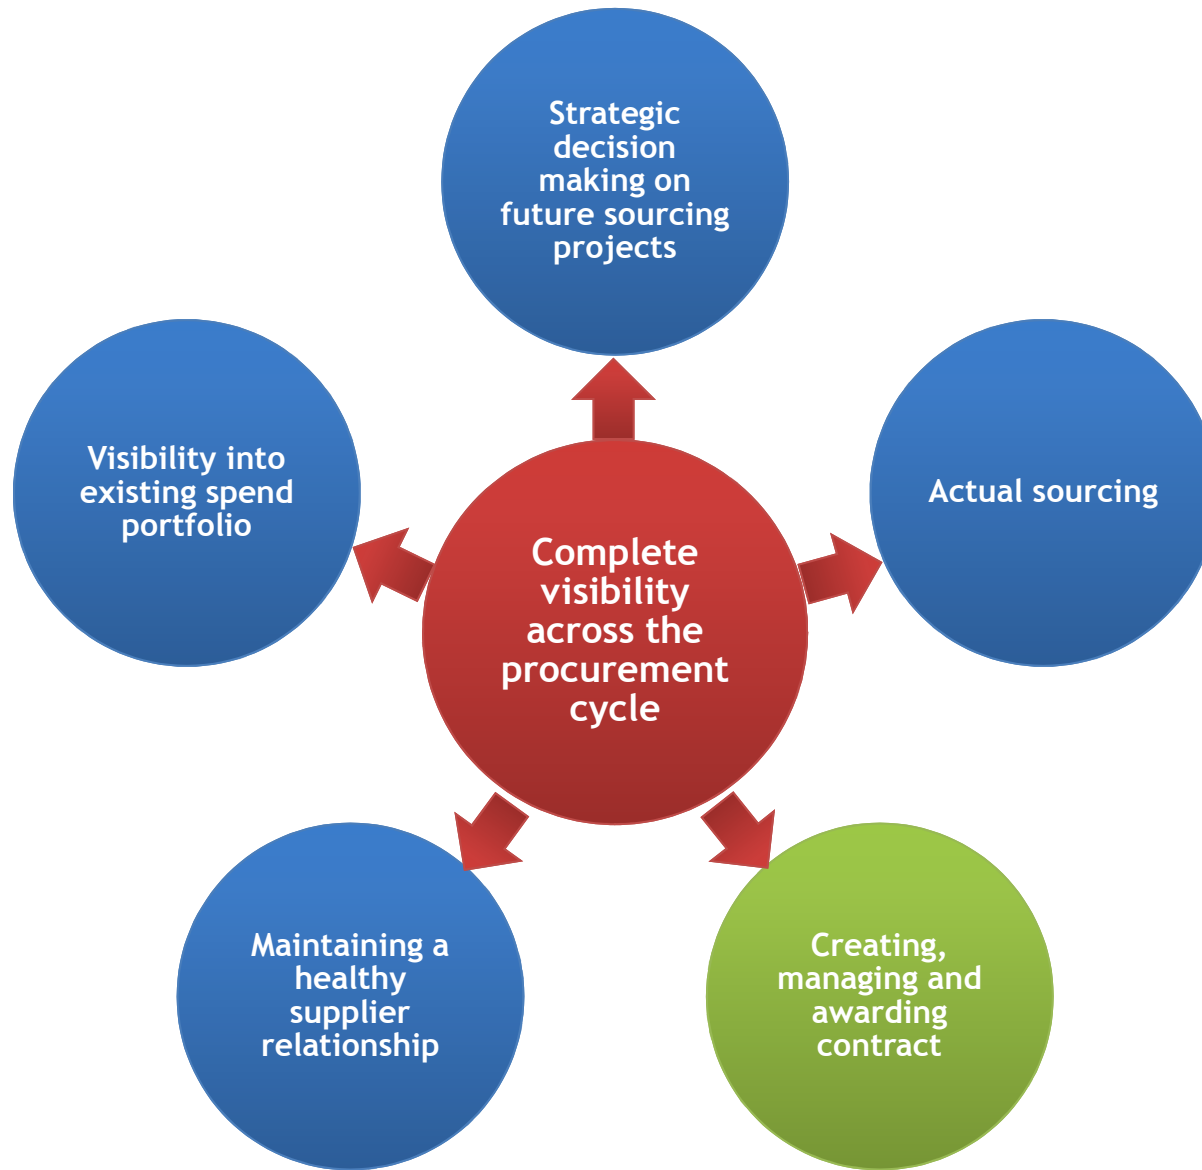 Strategic
decision
making on
future sourcing
projects
Visibility into
existing spend
portfolio
Actual sourcing
Complete
visibility
across the
procurement
cycle
Maintaining a
healthy
supplier
relationship
Creating,
managing and
awarding
contract